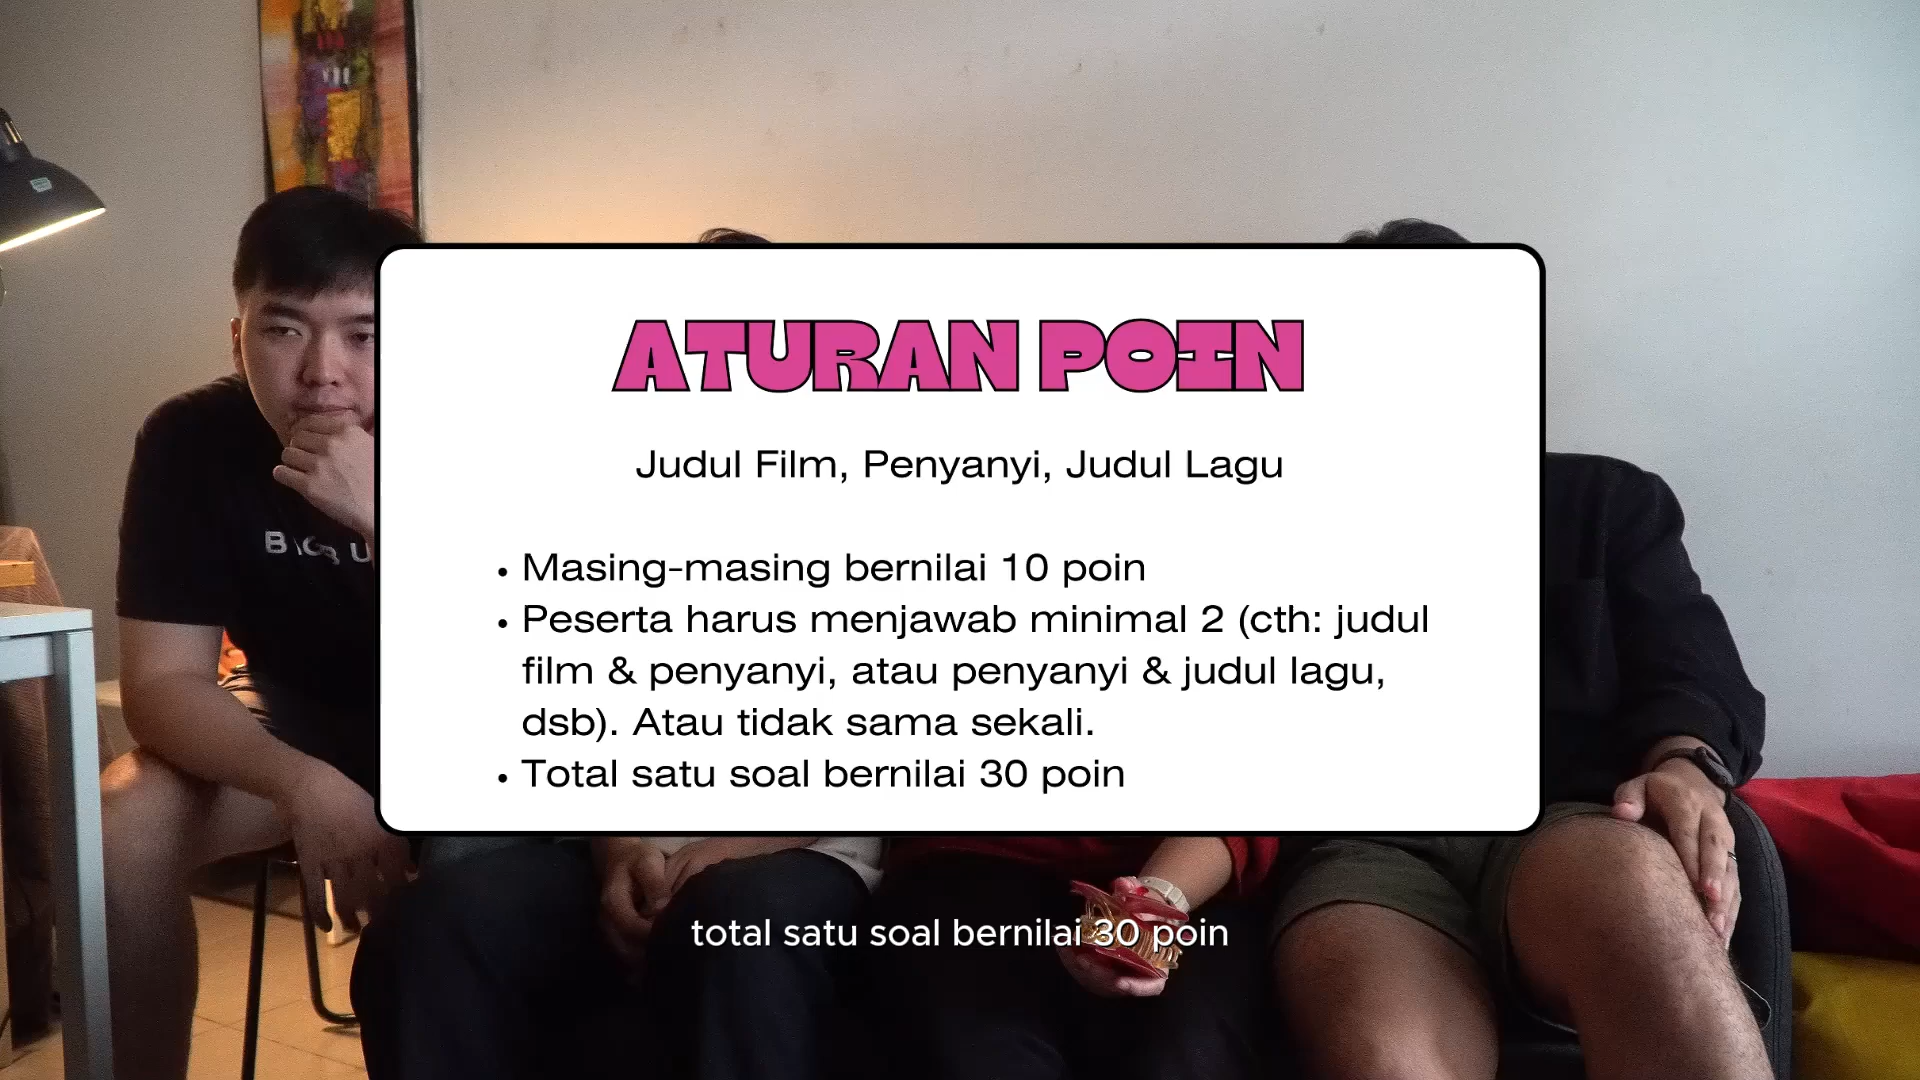 ATURAN POIN
Judul Film, Penyanyi, Judul Lagu
• Masing-masing bernilai 10 poin
• Peserta harus menjawab minimal 2 (cth: judul
film & penyanyi, atau penyanyi & judul lagu,
dsb). Atau tidak sama sekali.
• Total satu soal bernilai 30 poin
total satu soal bernilai 30 poin